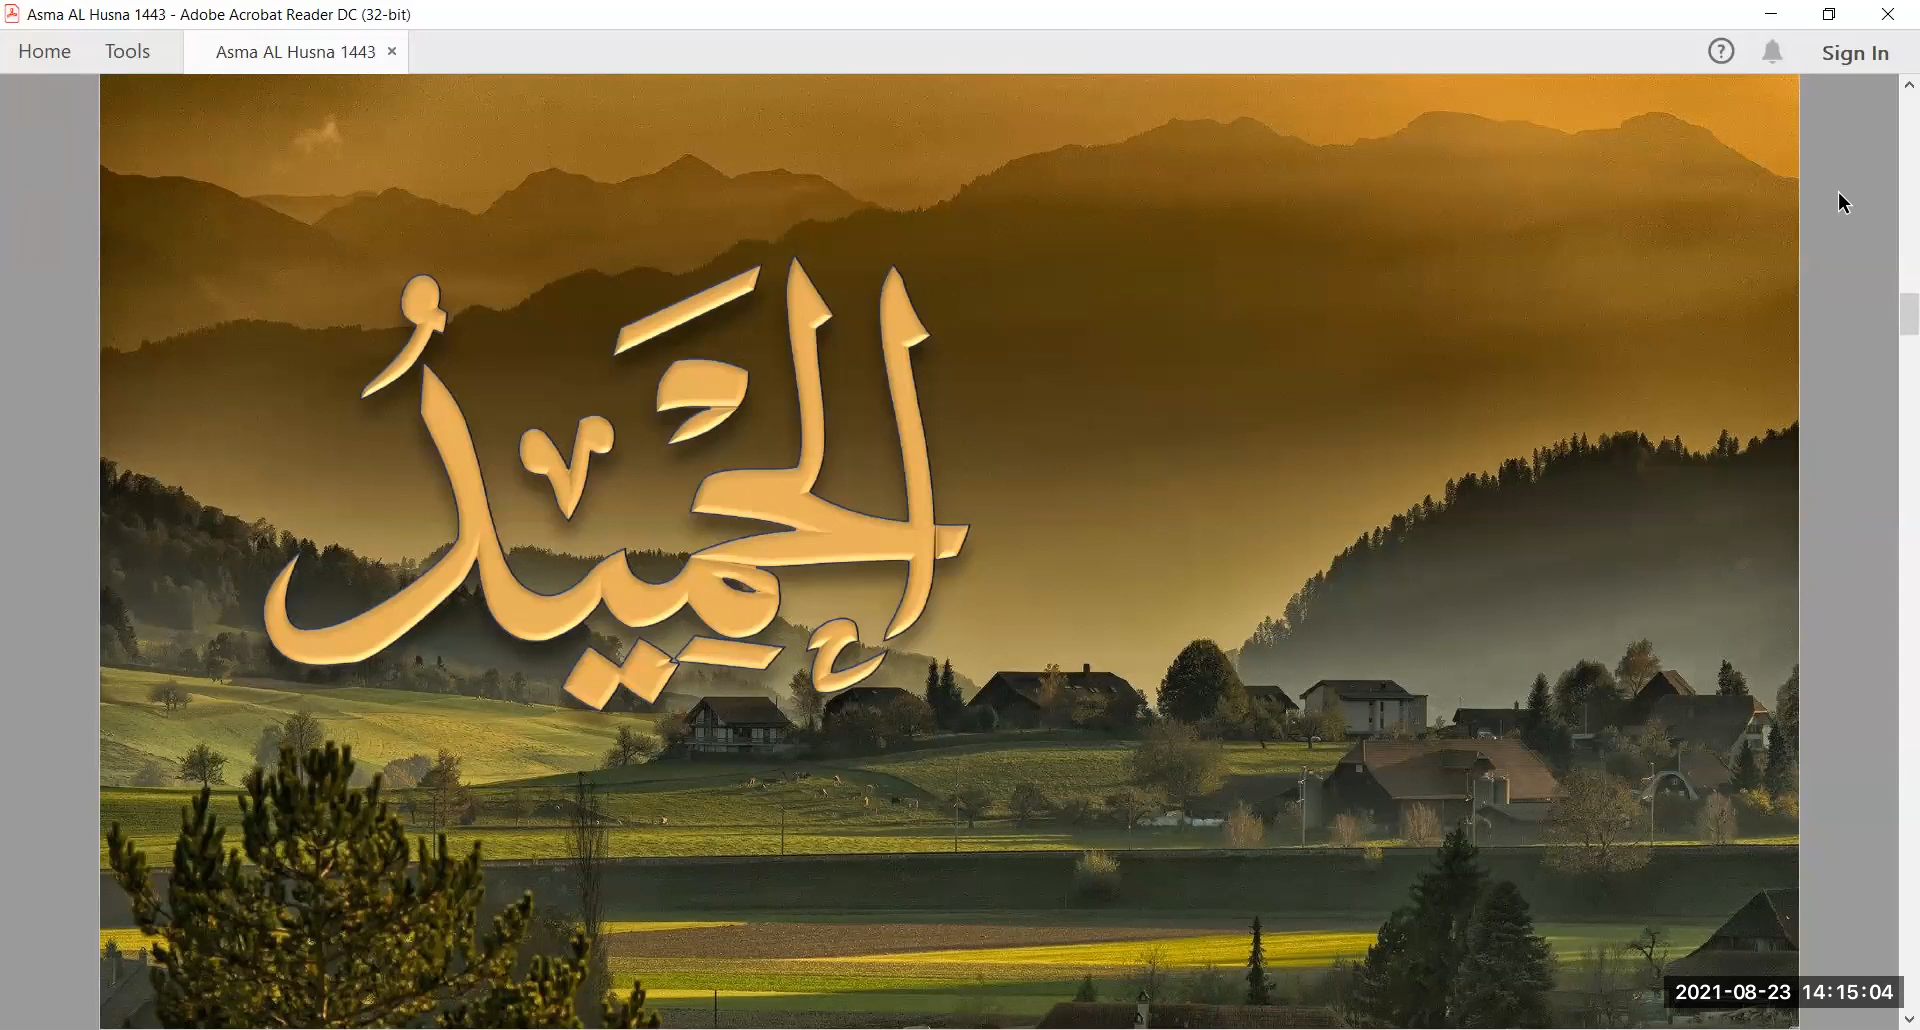 Asma AL Husna 1443 - Adobe Acrobat Reader DC (32-bit)
Home Tools Asma AL Husna 1443 × ? Sign In
الحَمِيْدُ
2021-08-23 14:15:04